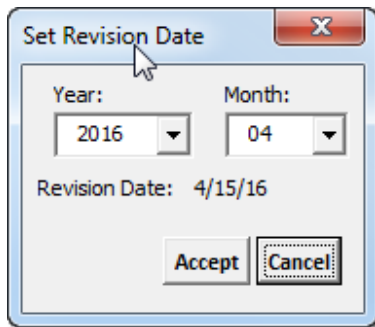 Set Revision Date
Year: Month:
2016 04
Revision Date: 4/15/16
Accept Cancel